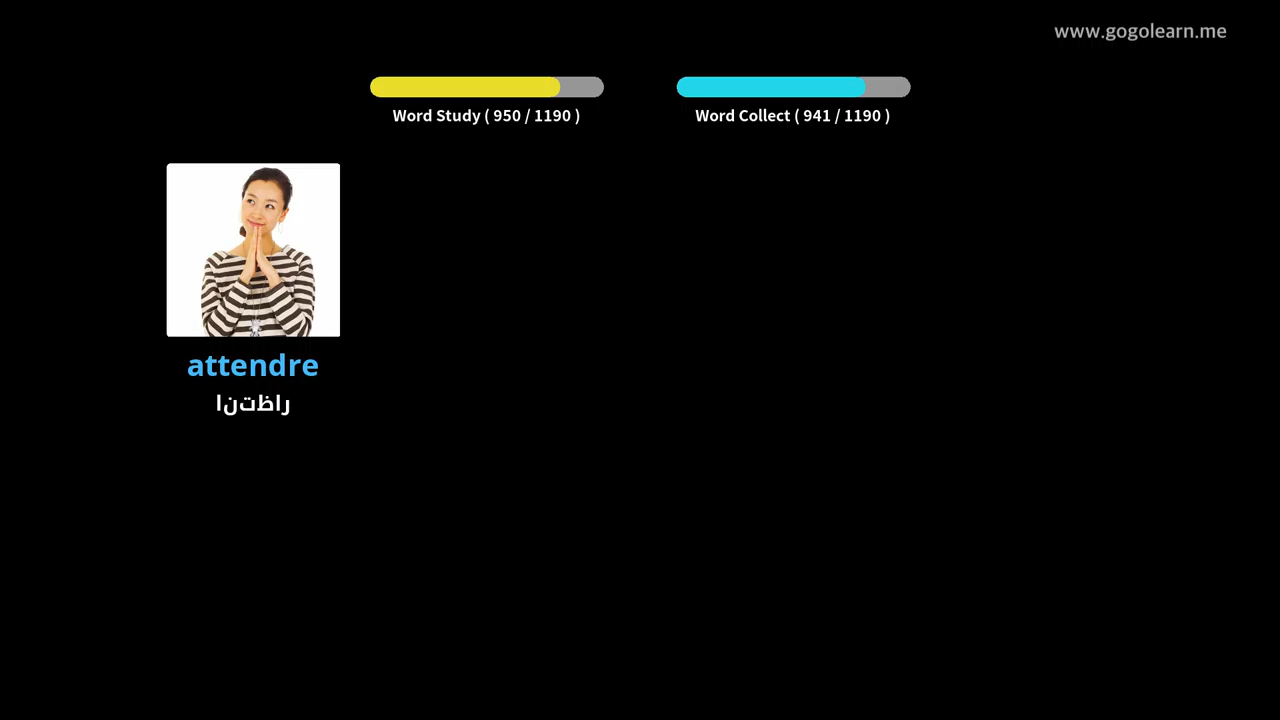 www.gogolearn.me
Word Study ( 950 / 1190 )
Word Collect ( 941 / 1190 )
attendre
راظتنا